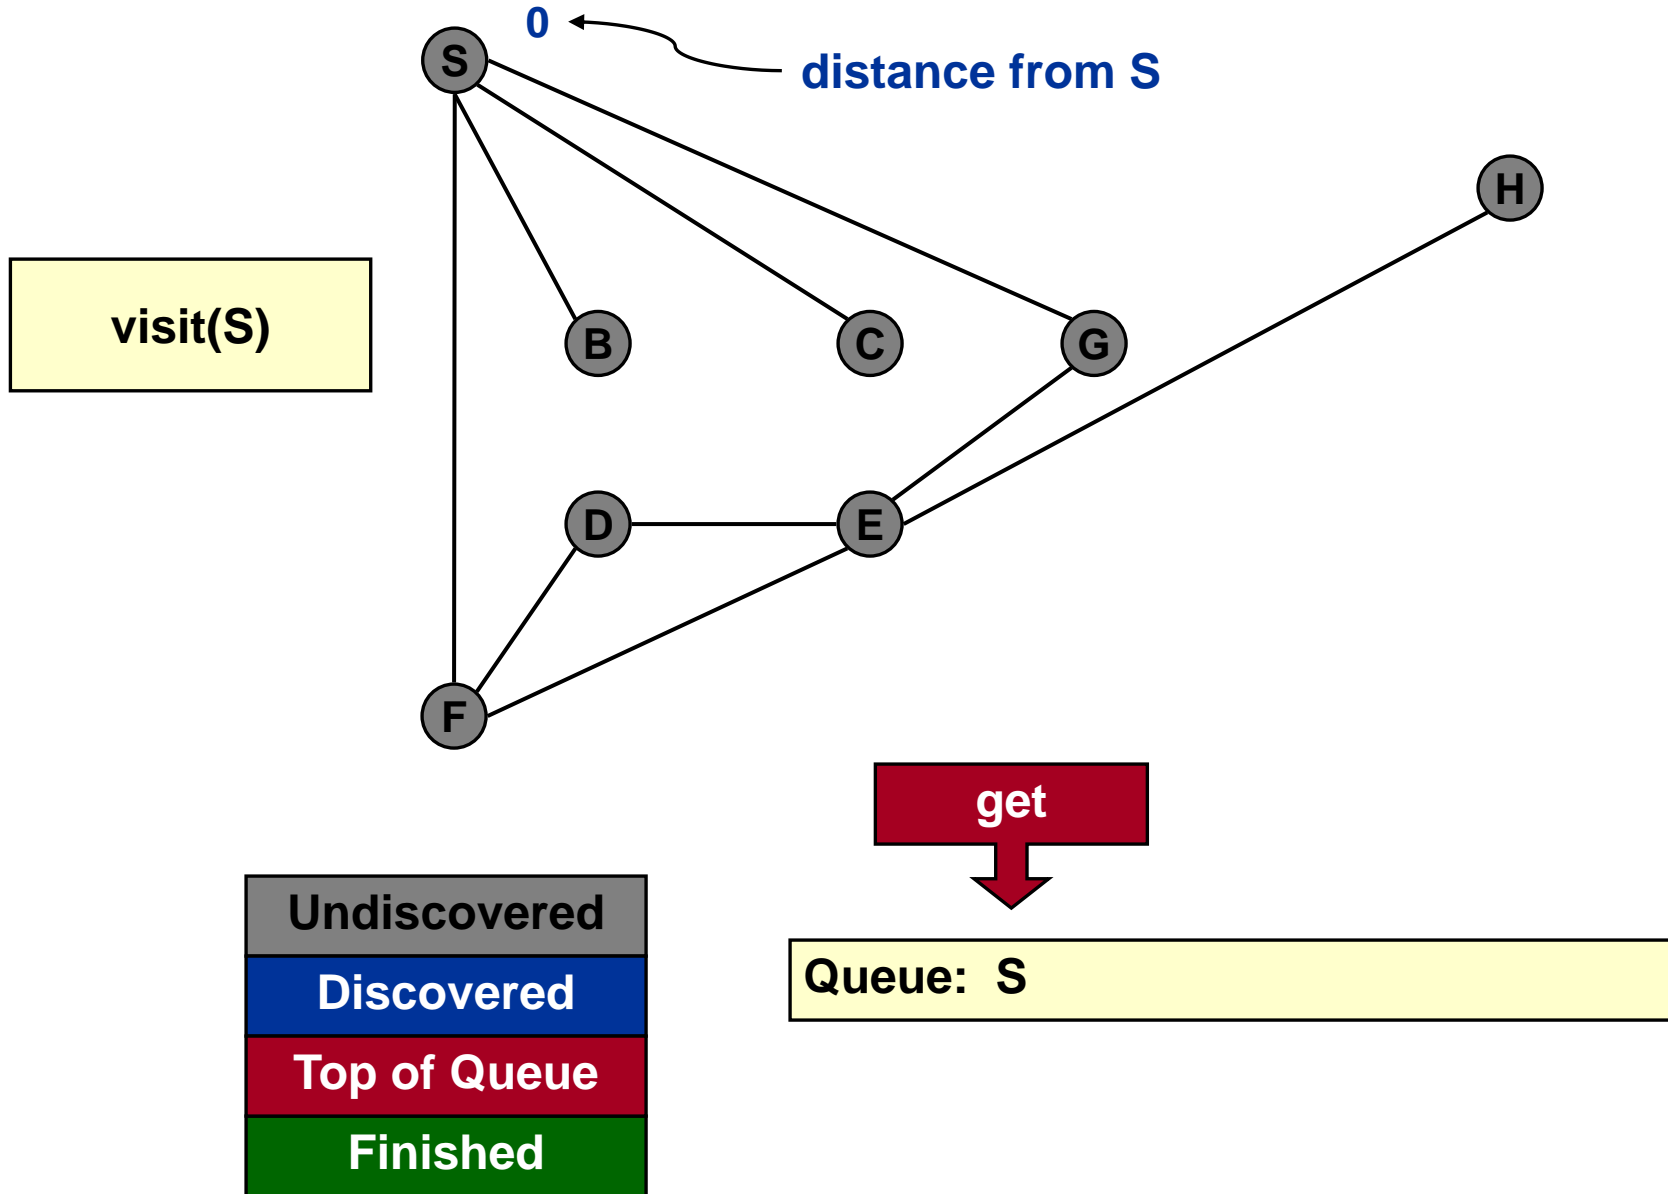 0
S
distance from S
H
visit(S)
B
C
G
D
E
F
get
Undiscovered
Discovered
Top of Queue
Finished
Queue: S